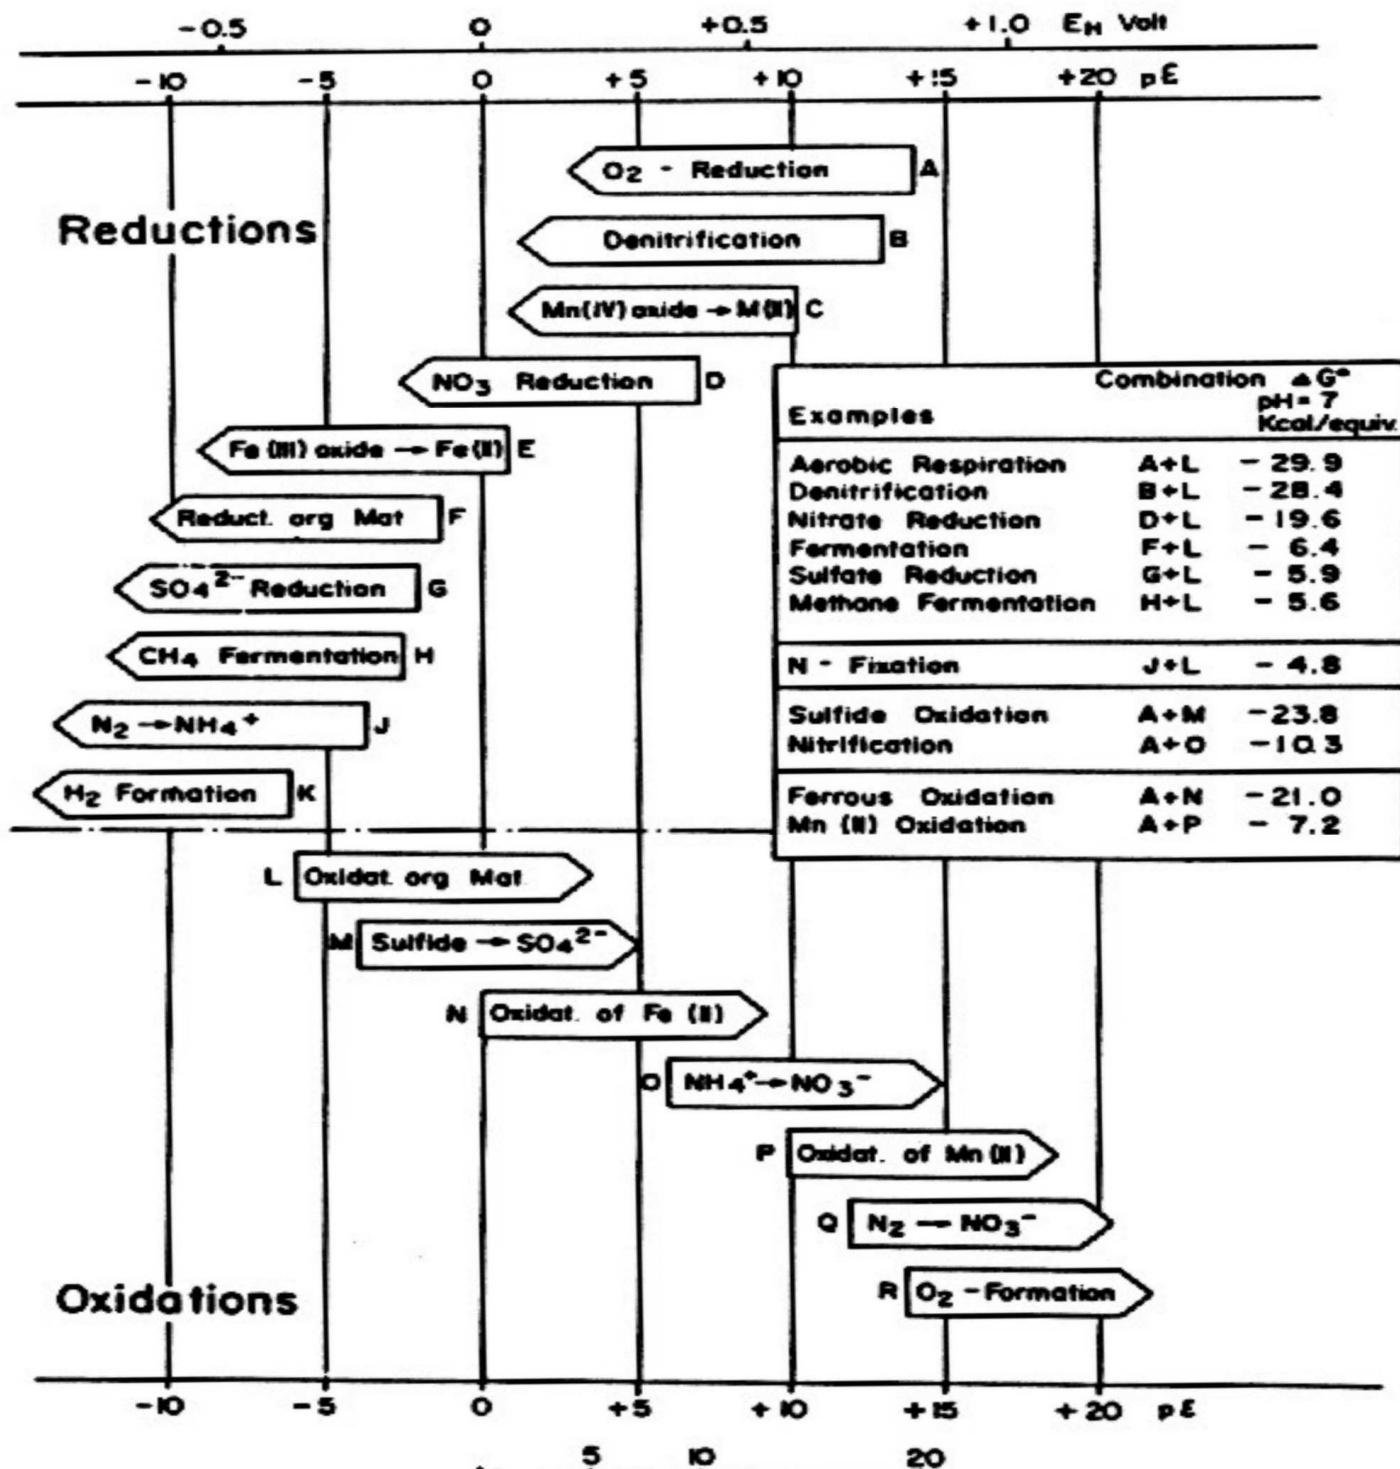 -0.5 0 +0.5 +1.0 EH Volt
-10 -5 0 +5 +10 +15 +20 pE
O2 - Reduction A
Reductions
Denitrification B
Mn(IV) oxide → M(II) C
NO3 Reduction D
Fe (III) oxide → Fe(II) E
Reduct. org Mat F
SO4 2- Reduction G
CH4 Fermentation H
N2 → NH4+ J
H2 Formation K
Combination ΔG°
pH = 7
Examples Kcal/equiv.
Aerobic Respiration A+L - 29.9
Denitrification B+L - 28.4
Nitrate Reduction D+L - 19.6
Fermentation F+L - 6.4
Sulfate Reduction G+L - 5.9
Methane Fermentation H+L - 5.6
N - Fixation J+L - 4.8
Sulfide Oxidation A+M -23.8
Nitrification A+O -10.3
Ferrous Oxidation A+N -21.0
Mn (II) Oxidation A+P - 7.2
L Oxidat. org Mat.
M Sulfide → SO4 2-
N Oxidat. of Fe (II)
O NH4+ → NO3-
P Oxidat. of Mn (II)
Q N2 → NO3-
R O2 - Formation
Oxidations
-10 -5 0 +5 +10 +15 +20 pE
5 10 20